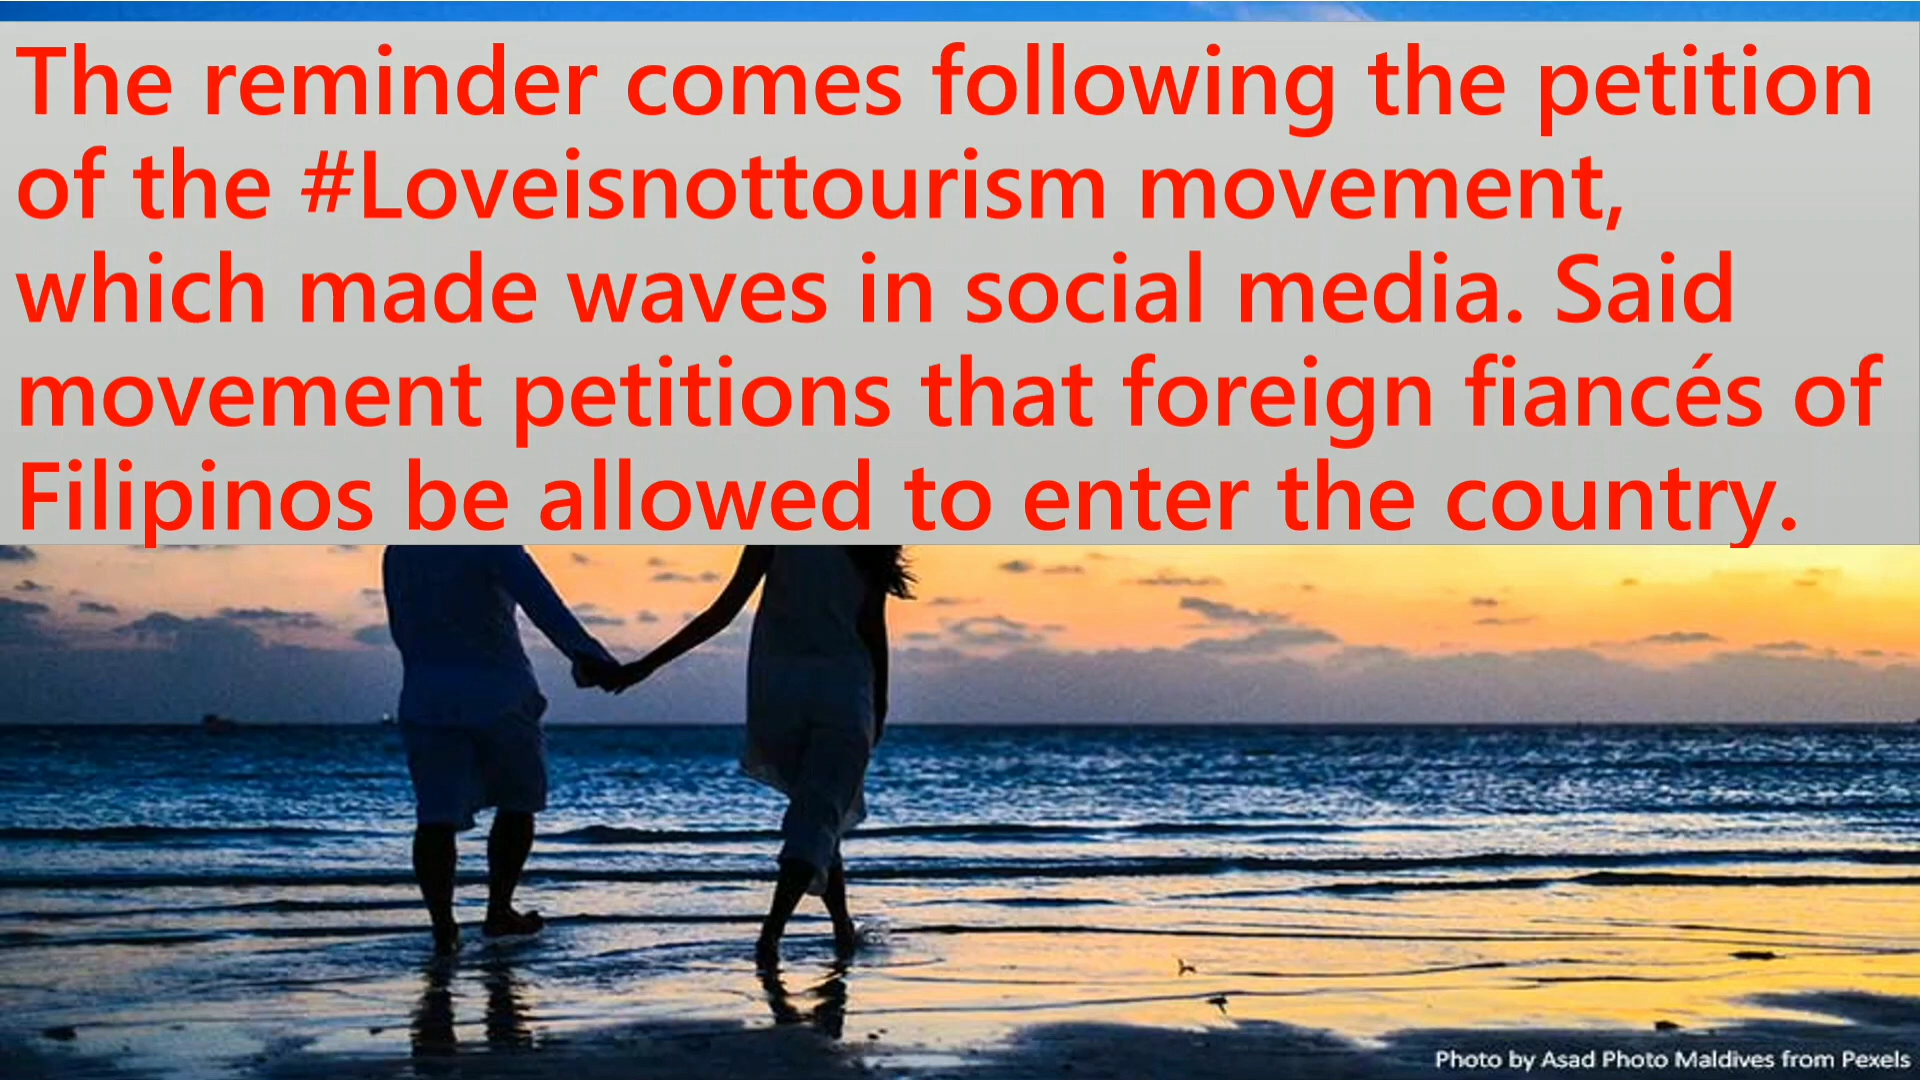 The reminder comes following the petition
of the #Loveisnottourism movement,
which made waves in social media. Said
movement petitions that foreign fiancés of
Filipinos be allowed to enter the country.
Photo by Asad Photo Maldives from Pexels